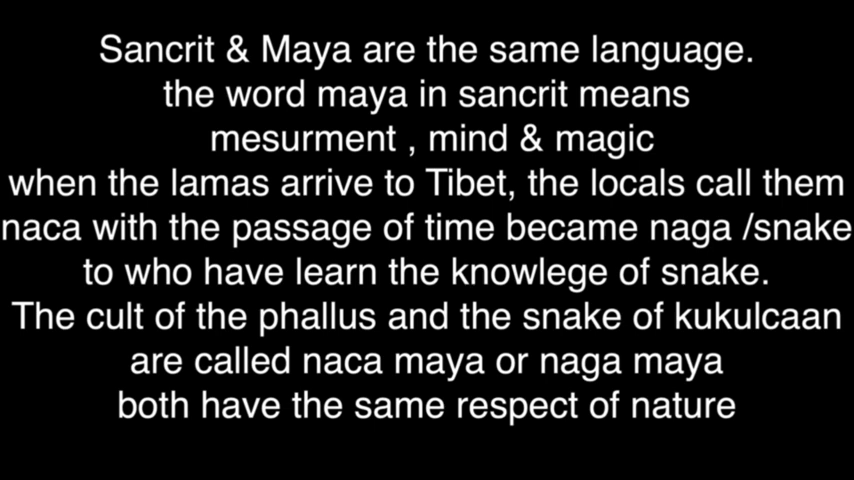 Sancrit & Maya are the same language.
the word maya in sancrit means
mesurment , mind & magic
when the lamas arrive to Tibet, the locals call them
naca with the passage of time became naga /snake
to who have learn the knowlege of snake.
The cult of the phallus and the snake of kukulcaan
are called naca maya or naga maya
both have the same respect of nature